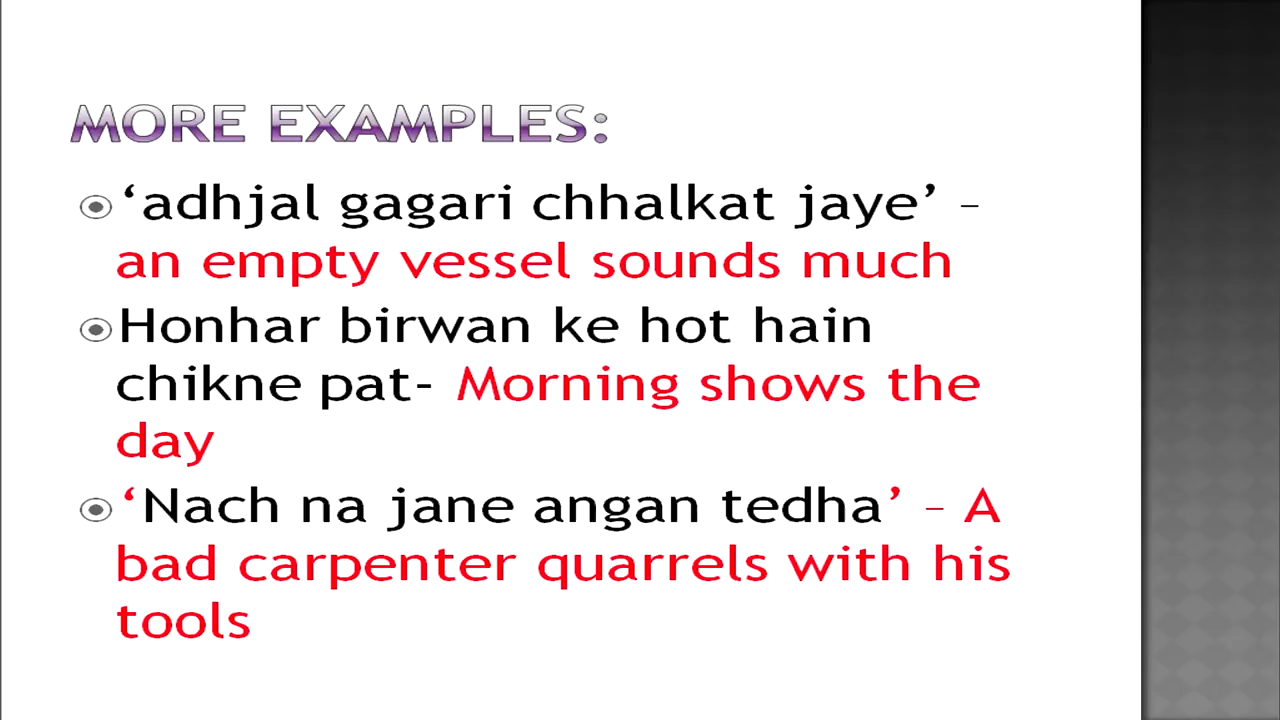 MORE EXAMPLES:
‘adhjal gagari chhalkat jaye’ –
an empty vessel sounds much
Honhar birwan ke hot hain
chikne pat- Morning shows the
day
‘Nach na jane angan tedha’ – A
bad carpenter quarrels with his
tools